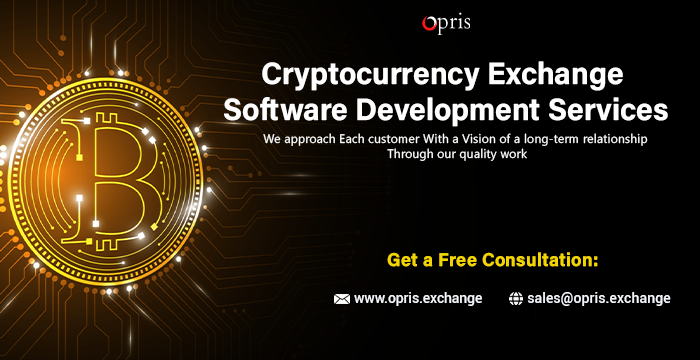 Opris
Cryptocurrency Exchange
Software Development Services
We approach Each customer With a Vision of a long-term relationship
Through our quality work
Get a Free Consultation:
www.opris.exchange
sales@opris.exchange